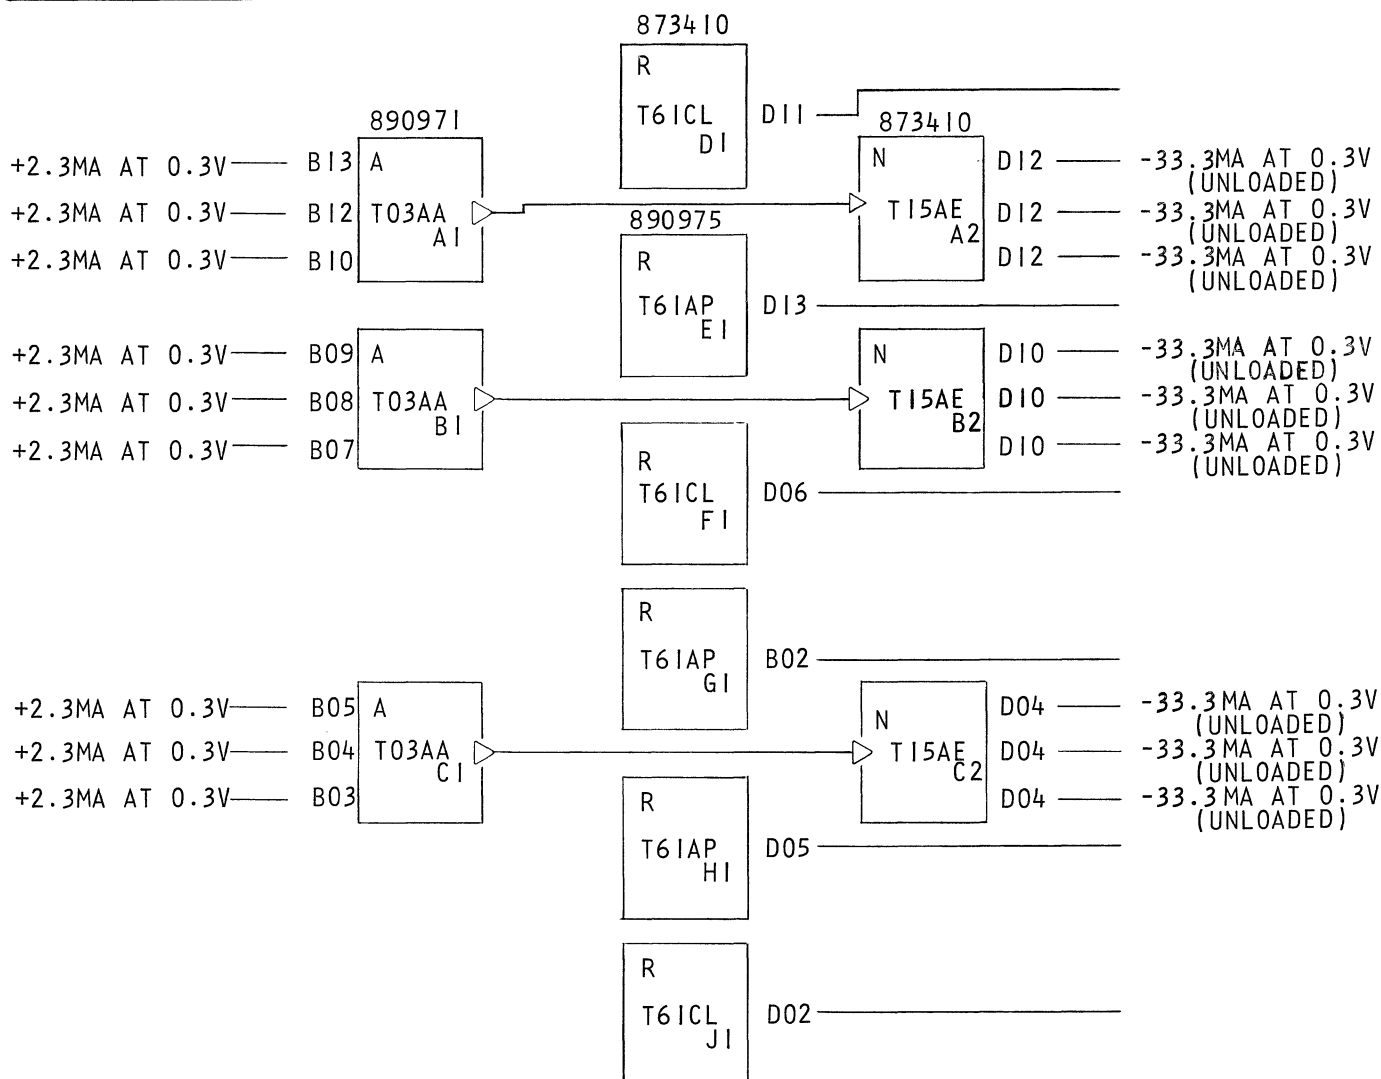 873410
R
T61CL
D1
D11
890971
873410
+2.3MA AT 0.3V B13 A
T03AA
A1
N
T15AE
A2
D12 -33.3MA AT 0.3V
(UNLOADED)
+2.3MA AT 0.3V B12
D12 -33.3MA AT 0.3V
(UNLOADED)
+2.3MA AT 0.3V B10
D12 -33.3MA AT 0.3V
(UNLOADED)
890975
R
T61AP
E1
D13
+2.3MA AT 0.3V B09 A
T03AA
B1
N
T15AE
B2
D10 -33.3MA AT 0.3V
(UNLOADED)
+2.3MA AT 0.3V B08
D10 -33.3MA AT 0.3V
(UNLOADED)
+2.3MA AT 0.3V B07
D10 -33.3MA AT 0.3V
(UNLOADED)
R
T61CL
F1
D06
R
T61AP
G1
B02
+2.3MA AT 0.3V B05 A
T03AA
C1
N
T15AE
C2
D04 -33.3MA AT 0.3V
(UNLOADED)
+2.3MA AT 0.3V B04
D04 -33.3MA AT 0.3V
(UNLOADED)
+2.3MA AT 0.3V B03
D04 -33.3MA AT 0.3V
(UNLOADED)
R
T61AP
H1
D05
R
T61CL
J1
D02